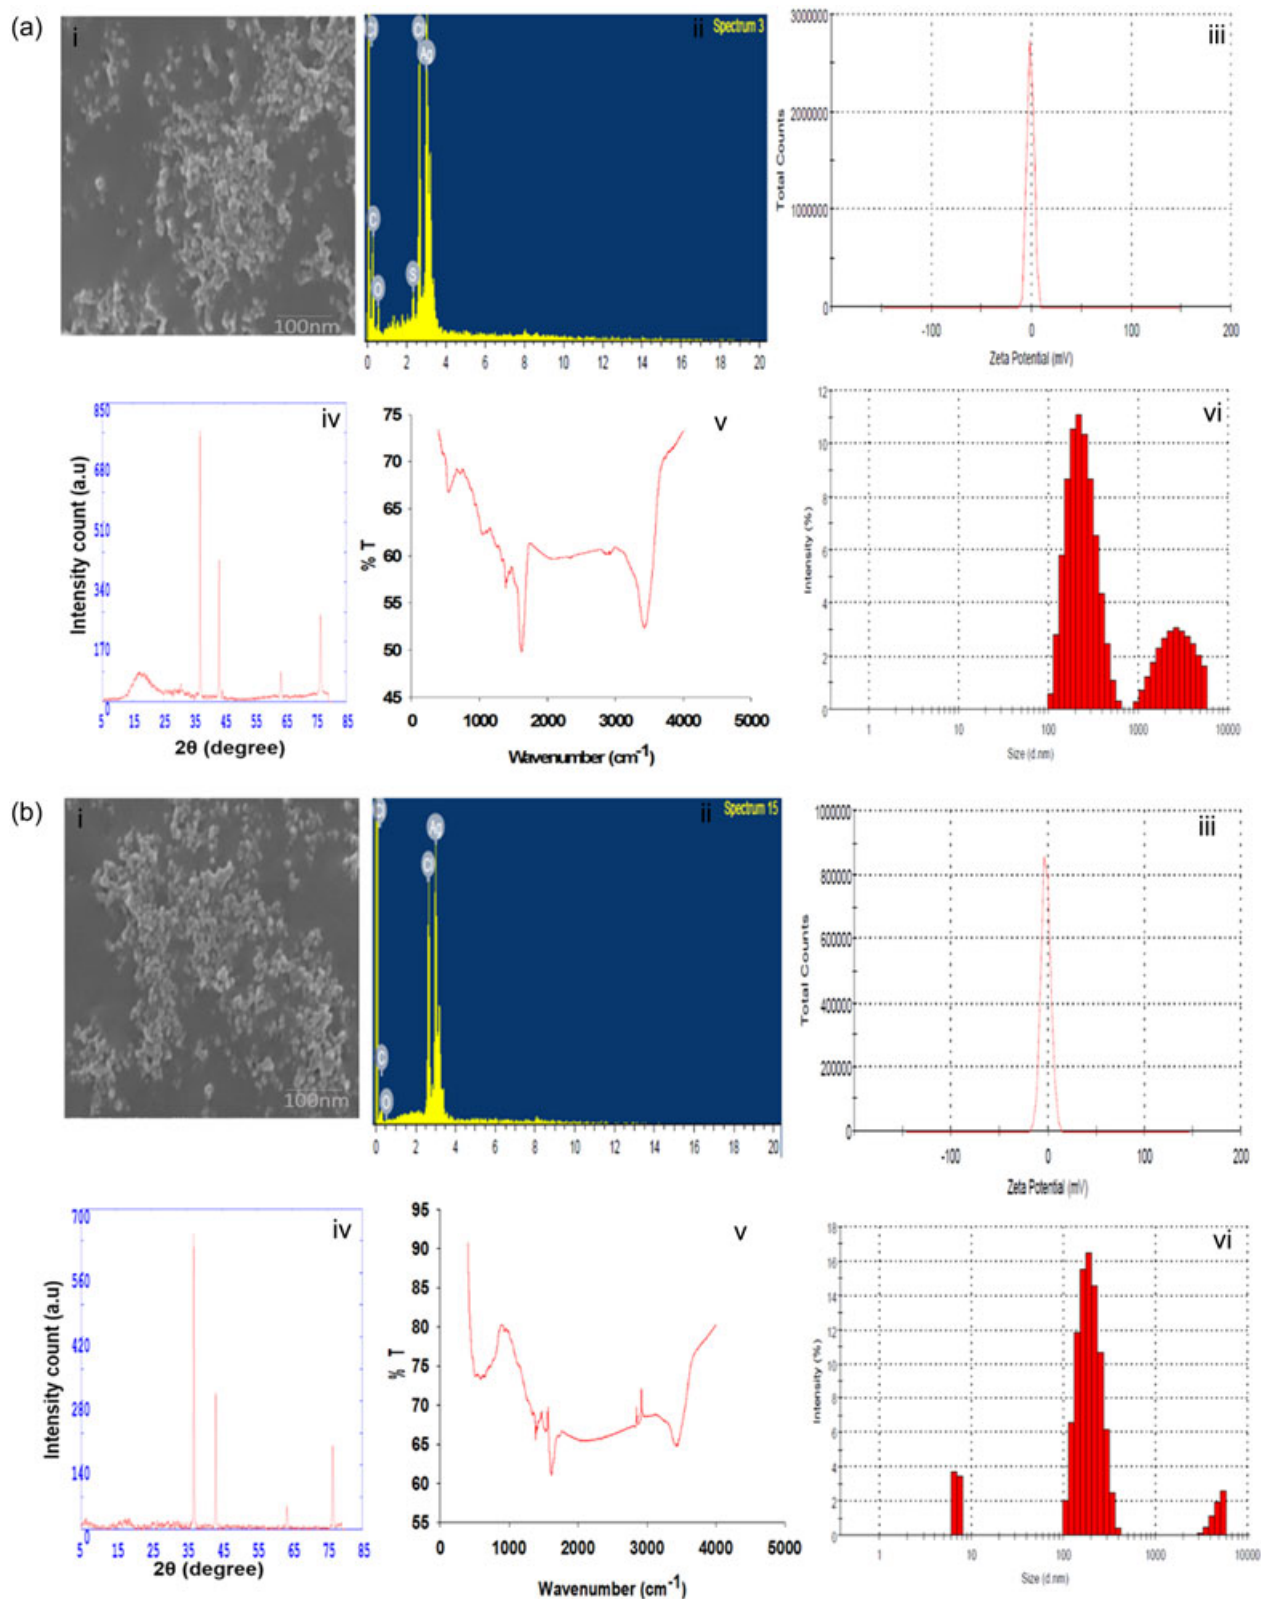 (a)
i
100nm
ii
Spectrum 3
Cl
Cl
Ag
C
O
S
0 2 4 6 8 10 12 14 16 18 20
iii
3000000
2000000
1000000
0
Total Counts
-100 0 100 200
Zeta Potential (mV)
iv
850
680
510
340
170
0
Intensity count (a.u)
5 15 25 35 45 55 65 75 85
2θ (degree)
v
75
70
65
60
55
50
45
% T
0 1000 2000 3000 4000 5000
Wavenumber (cm-1)
vi
12
10
8
6
4
2
0
Intensity (%)
1 10 100 1000 10000
Size (d.nm)
(b)
i
100nm
ii
Spectrum 15
Ag
Cl
C
O
0 2 4 6 8 10 12 14 16 18 20
iii
1000000
800000
600000
400000
200000
0
Total Counts
-100 0 100 200
Zeta Potential (mV)
iv
700
560
420
280
140
0
Intensity count (a.u)
5 15 25 35 45 55 65 75 85
2θ (degree)
v
95
90
85
80
75
70
65
60
55
% T
0 1000 2000 3000 4000 5000
Wavenumber (cm-1)
vi
18
16
14
12
10
8
6
4
2
0
Intensity (%)
1 10 100 1000 10000
Size (d.nm)